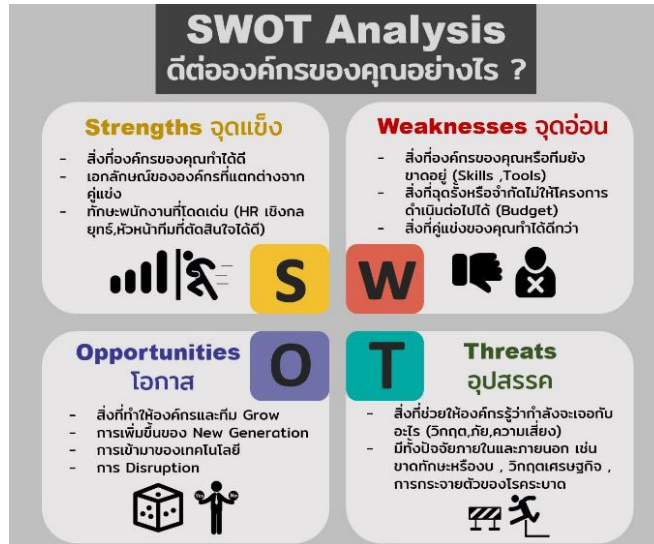 SWOT Analysis
ดีต่อองค์กรของคุณอย่างไร ?
Strengths จุดแข็ง
- สิ่งที่องค์กรของคุณทำได้ดี
- เอกลักษณ์ขององค์กรที่แตกต่างจาก
คู่แข่ง
- ทักษะพนักงานที่โดดเด่น (HR เชิงกล
ยุทธ์,หัวหน้าทีมที่ตัดสินใจได้ดี)
S
Weaknesses จุดอ่อน
- สิ่งที่องค์กรของคุณหรือทีมยัง
ขาดอยู่ (Skills ,Tools)
- สิ่งที่ฉุดรั้งหรือจำกัดไม่ให้โครงการ
ดำเนินต่อไปได้ (Budget)
- สิ่งที่คู่แข่งของคุณทำได้ดีกว่า
W
Opportunities
โอกาส
O
- สิ่งที่ทำให้องค์กรและทีม Grow
- การเพิ่มขึ้นของ New Generation
- การเข้ามาของเทคโนโลยี
- การ Disruption
T
Threats
อุปสรรค
- สิ่งที่ช่วยให้องค์กรรู้ว่ากำลังจะเจอกับ
อะไร (วิกฤต,ภัย,ความเสี่ยง)
- มีทั้งปัจจัยภายในและภายนอก เช่น
ขาดทักษะหรืองบ , วิกฤตเศรษฐกิจ ,
การกระจายตัวของโรคระบาด